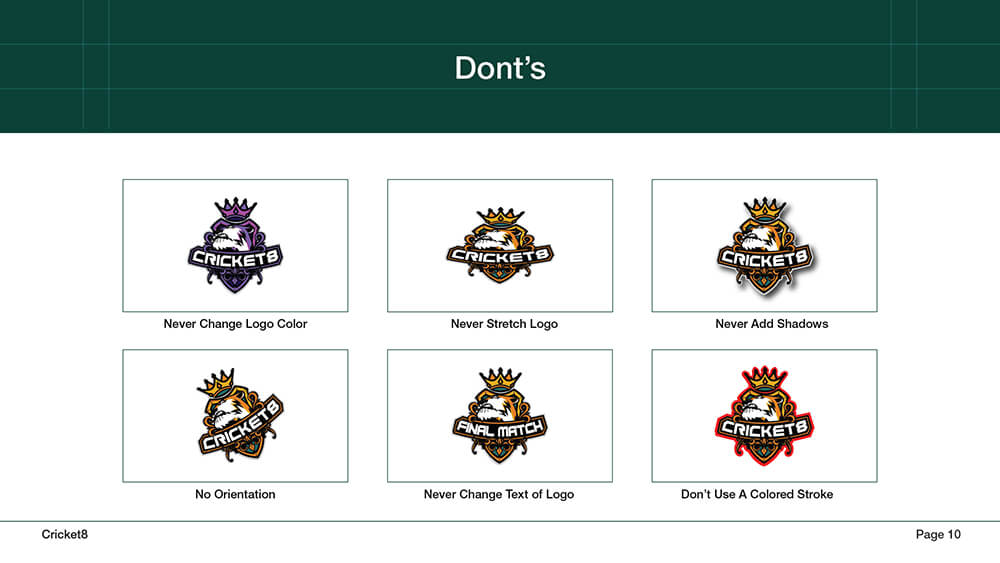 Dont's
CRICKET8
CRICKET8
CRICKET8
Never Change Logo Color
Never Stretch Logo
Never Add Shadows
CRICKET8
FINAL MATCH
CRICKET8
No Orientation
Never Change Text of Logo
Don't Use A Colored Stroke
Cricket8
Page 10